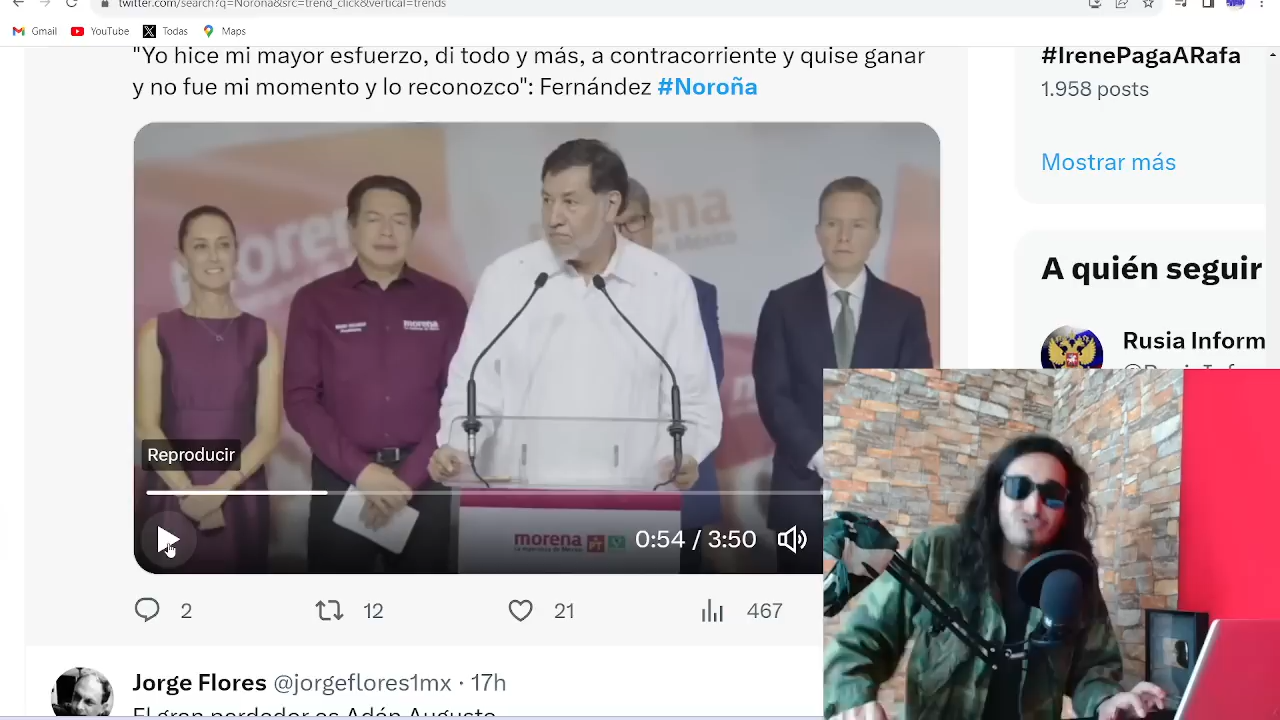 twitter.com/search?q=Norona&src=trend_click&vertical=trends
Gmail
YouTube
Todas
Maps
"Yo hice mi mayor esfuerzo, di todo y más, a contracorriente y quise ganar
y no fue mi momento y lo reconozco": Fernández #Noroña
#IrenePagaARafa
1.958 posts
Mostrar más
A quién seguir
Rusia Inform
morena
Reproducir
morena
0:54 / 3:50
2
12
21
467
Jorge Flores @jorgeflores1mx · 17h
El gran perdedor es Adán Augusto